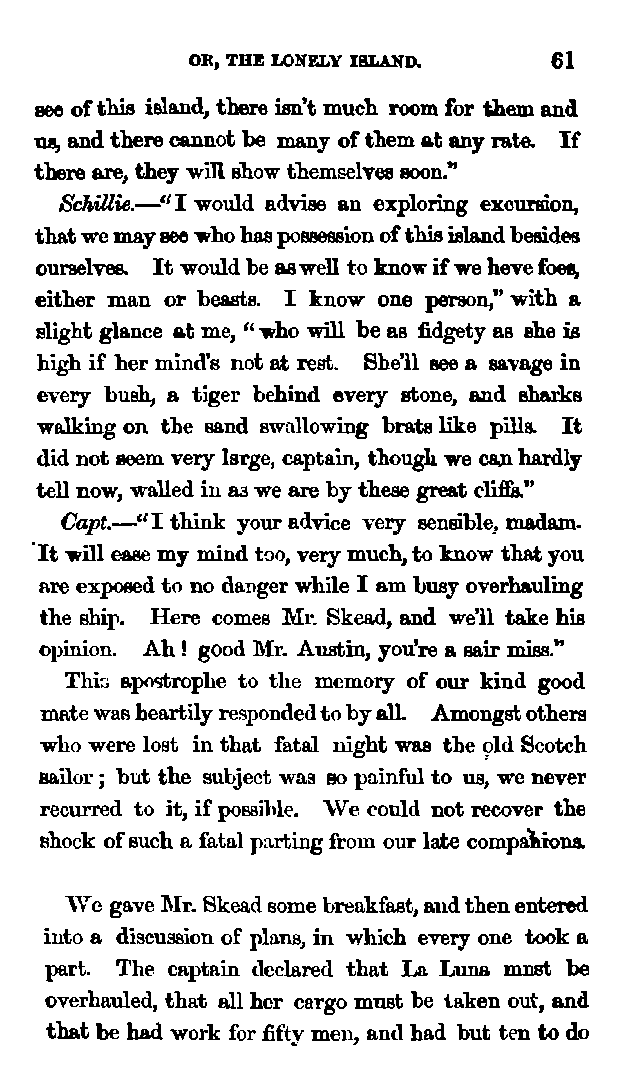 OR, THE LONELY ISLAND. 61
see of this island, there isn't much room for them and
us, and there cannot be many of them at any rate. If
there are, they will show themselves soon."
Schillie.—"I would advise an exploring excursion,
that we may see who has possession of this island besides
ourselves. It would be as well to know if we heve foes,
either man or beasts. I know one person," with a
slight glance at me, "who will be as fidgety as she is
high if her mind's not at rest. She'll see a savage in
every bush, a tiger behind every stone, and sharks
walking on the sand swallowing brats like pills. It
did not seem very large, captain, though we can hardly
tell now, walled in as we are by these great cliffs."
Capt.—"I think your advice very sensible, madam.
It will ease my mind too, very much, to know that you
are exposed to no danger while I am busy overhauling
the ship. Here comes Mr. Skead, and we'll take his
opinion. Ah! good Mr. Austin, you're a sair miss."
This apostrophe to the memory of our kind good
mate was heartily responded to by all. Amongst others
who were lost in that fatal night was the old Scotch
sailor; but the subject was so painful to us, we never
recurred to it, if possible. We could not recover the
shock of such a fatal parting from our late companions.
We gave Mr. Skead some breakfast, and then entered
into a discussion of plans, in which every one took a
part. The captain declared that La Luna must be
overhauled, that all her cargo must be taken out, and
that he had work for fifty men, and had but ten to do